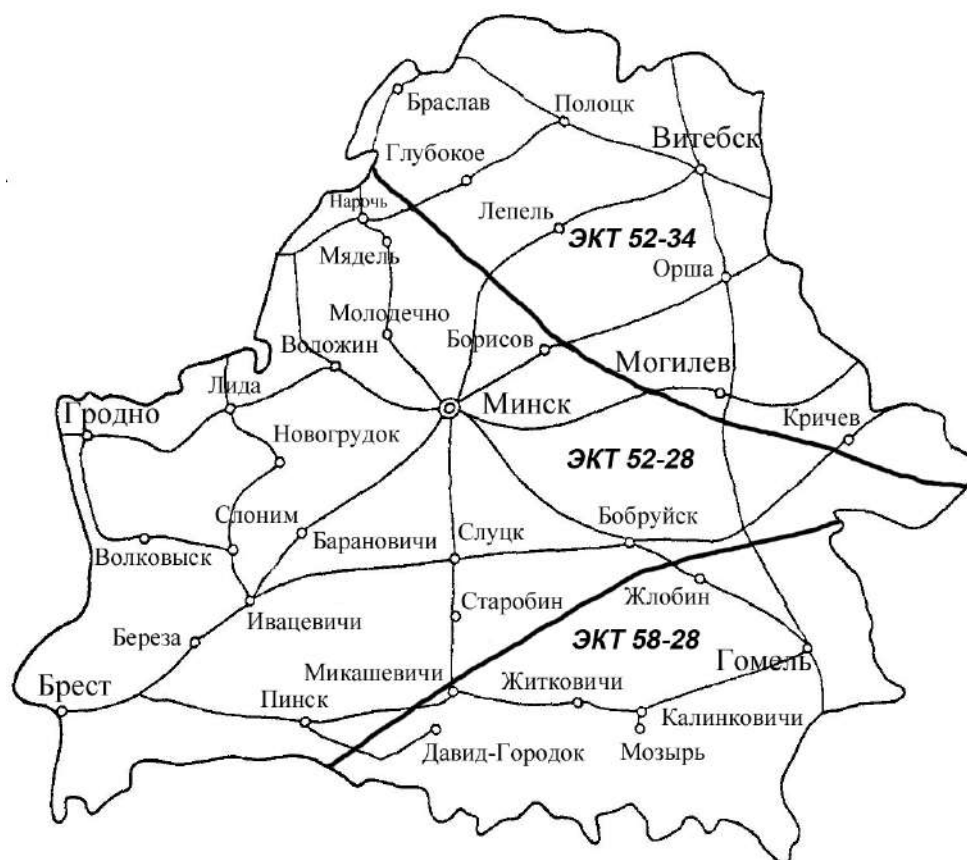 Браслав
Полоцк
Витебск
Глубокое
Нарочь
Лепель
ЭКТ 52-34
Мядель
Орша
Молодечно
Борисов
Воложин
Могилев
Лида
Минск
Гродно
Кричев
Новогрудок
ЭКТ 52-28
Слоним
Бобруйск
Волковыск
Барановичи
Слуцк
Жлобин
Старобин
Ивацевичи
Береза
ЭКТ 58-28
Гомель
Микашевичи
Житковичи
Брест
Пинск
Калинковичи
Давид-Городок
Мозырь